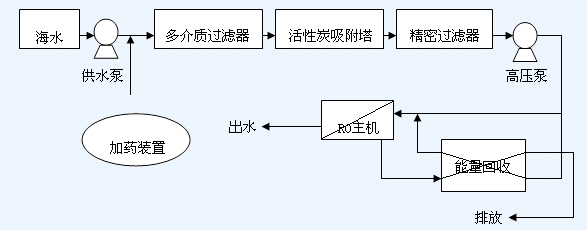 海水
供水泵
多介质过滤器
活性炭吸附塔
精密过滤器
高压泵
加药装置
出水
RO主机
能量回收
排放